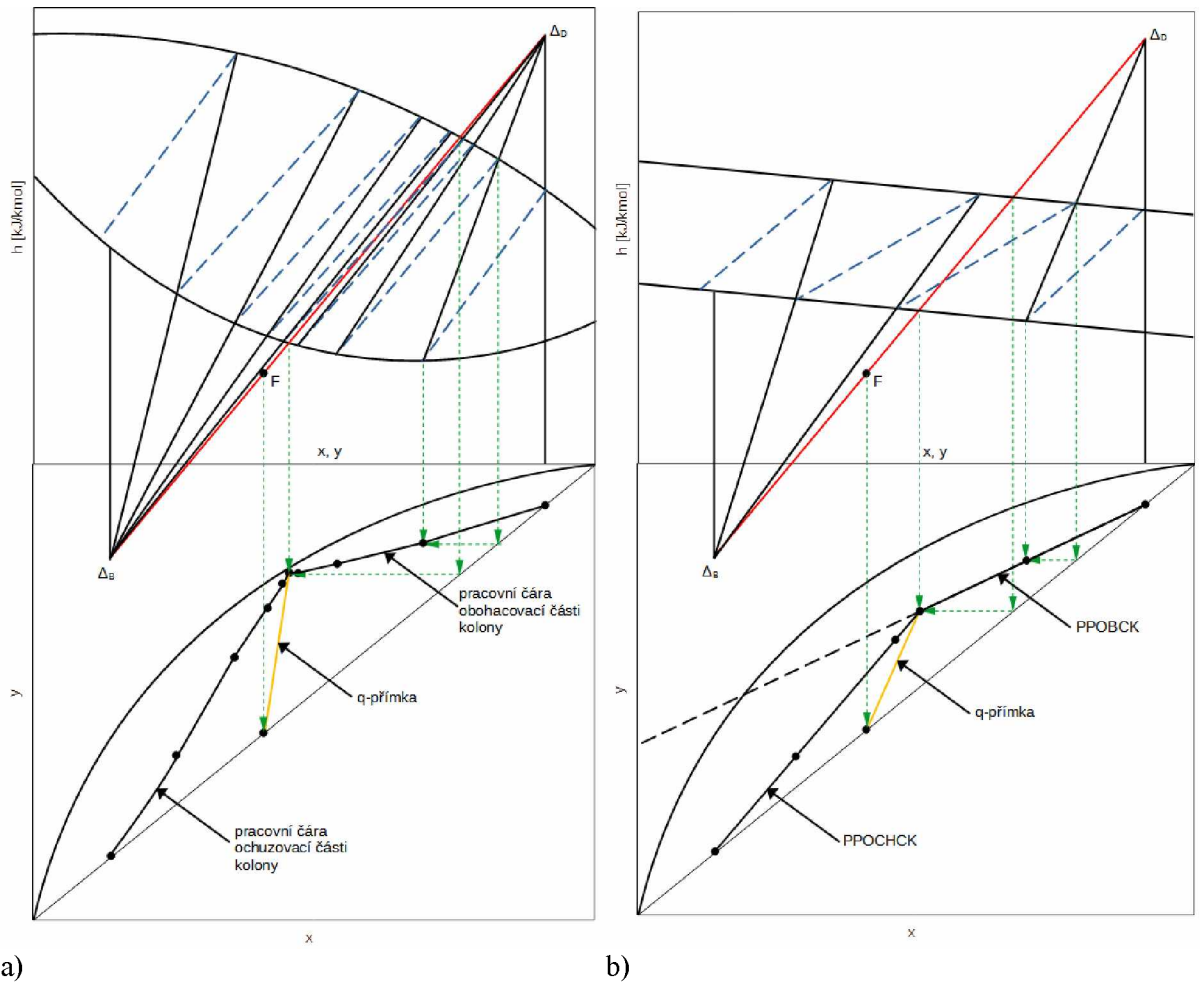 Δ_D
h [kJ/kmol]
F
x, y
Δ_B
pracovní čára
obohacovací části
kolony
q-přímka
y
pracovní čára
ochuzovací části
kolony
x
a)
Δ_D
h [kJ/kmol]
F
x, y
Δ_B
PPOBCK
q-přímka
y
PPOCHCK
x
b)